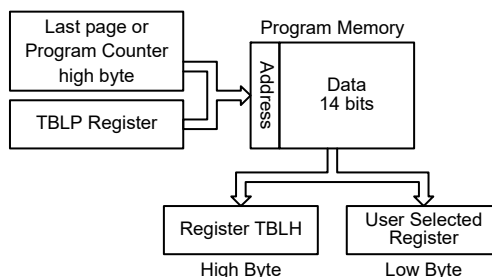 Last page or
Program Counter
high byte
TBLP Register
Program Memory
Address
Data
14 bits
Register TBLH
High Byte
User Selected
Register
Low Byte